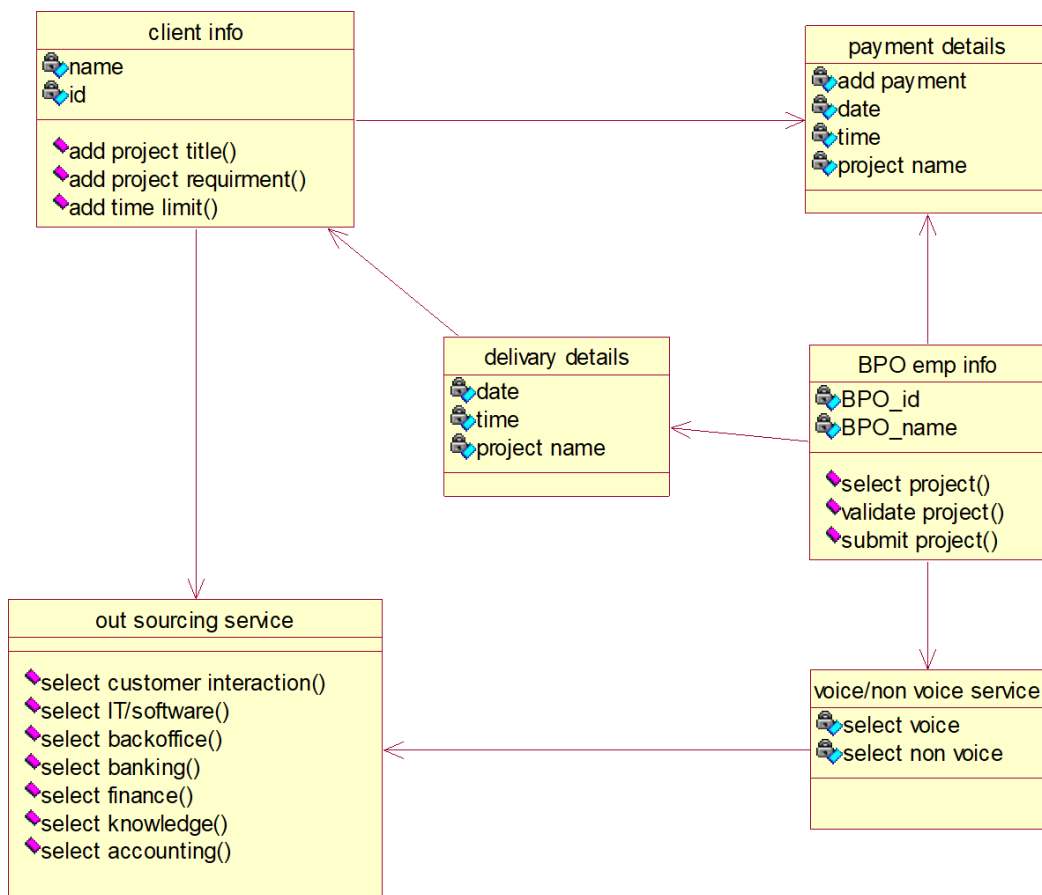 client info
name
id
add project title()
add project requirment()
add time limit()
payment details
add payment
date
time
project name
delivary details
date
time
project name
BPO emp info
BPO_id
BPO_name
select project()
validate project()
submit project()
out sourcing service
select customer interaction()
select IT/software()
select backoffice()
select banking()
select finance()
select knowledge()
select accounting()
voice/non voice service
select voice
select non voice